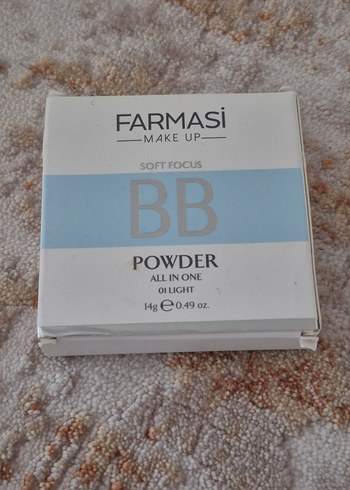 FARMASİ
MAKE UP
SOFT FOCUS
BB
POWDER
ALL IN ONE
01 LIGHT
14g ℮ 0.49 oz.